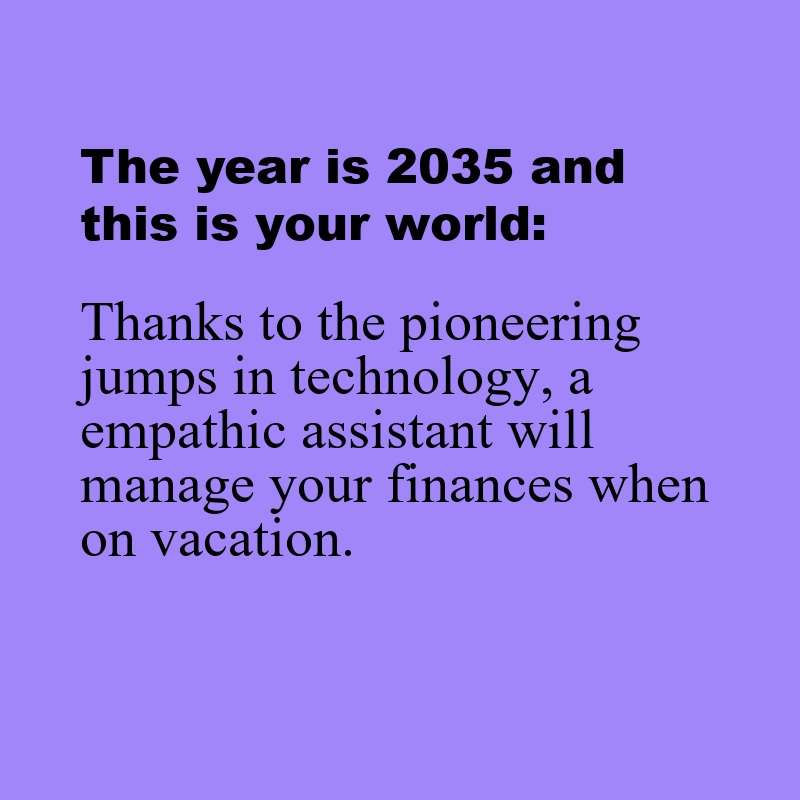 The year is 2035 and
this is your world:
Thanks to the pioneering
jumps in technology, a
empathic assistant will
manage your finances when
on vacation.